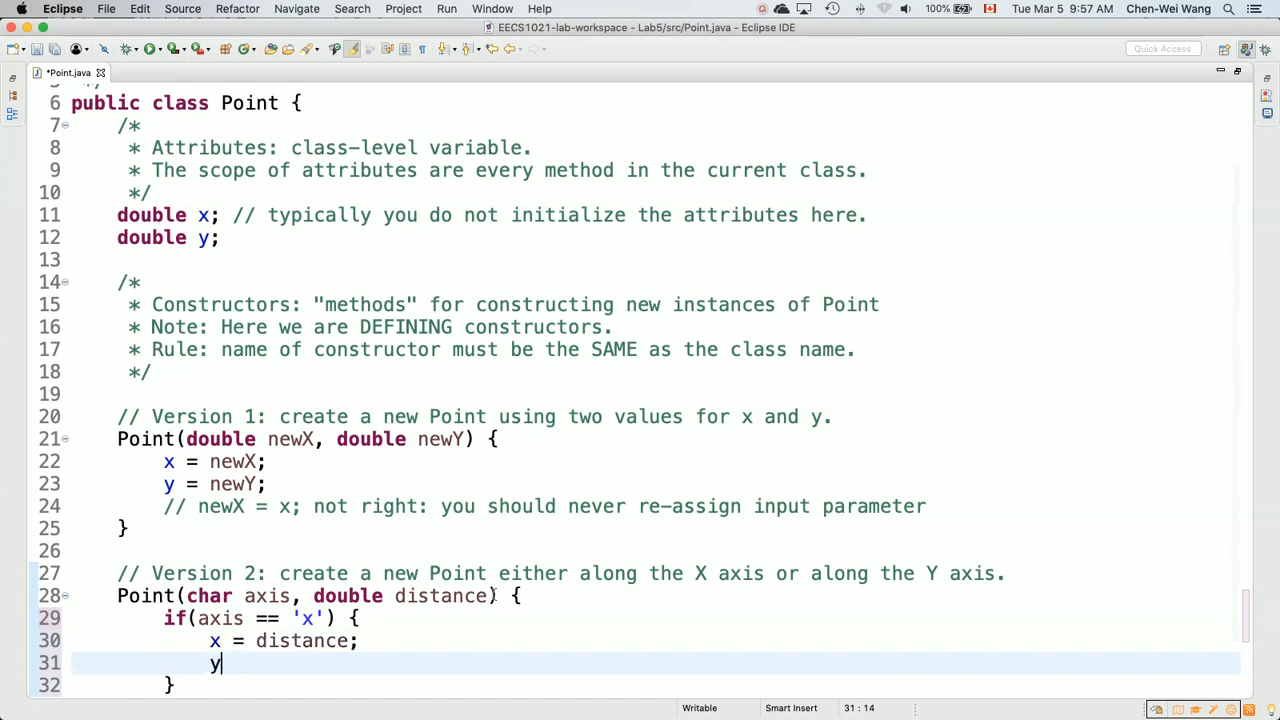 Eclipse File Edit Source Refactor Navigate Search Project Run Window Help 100% Tue Mar 5 9:57 AM Chen-Wei Wang
EECS1021-lab-workspace - Lab5/src/Point.java - Eclipse IDE
Quick Access
*Point.java
5 */
6 public class Point {
7 /*
8 * Attributes: class-level variable.
9 * The scope of attributes are every method in the current class.
10 */
11 double x; // typically you do not initialize the attributes here.
12 double y;
13
14 /*
15 * Constructors: "methods" for constructing new instances of Point
16 * Note: Here we are DEFINING constructors.
17 * Rule: name of constructor must be the SAME as the class name.
18 */
19
20 // Version 1: create a new Point using two values for x and y.
21 Point(double newX, double newY) {
22 x = newX;
23 y = newY;
24 // newX = x; not right: you should never re-assign input parameter
25 }
26
27 // Version 2: create a new Point either along the X axis or along the Y axis.
28 Point(char axis, double distance) {
29 if(axis == 'x') {
30 x = distance;
31 y
32 }
Writable Smart Insert 31 : 14